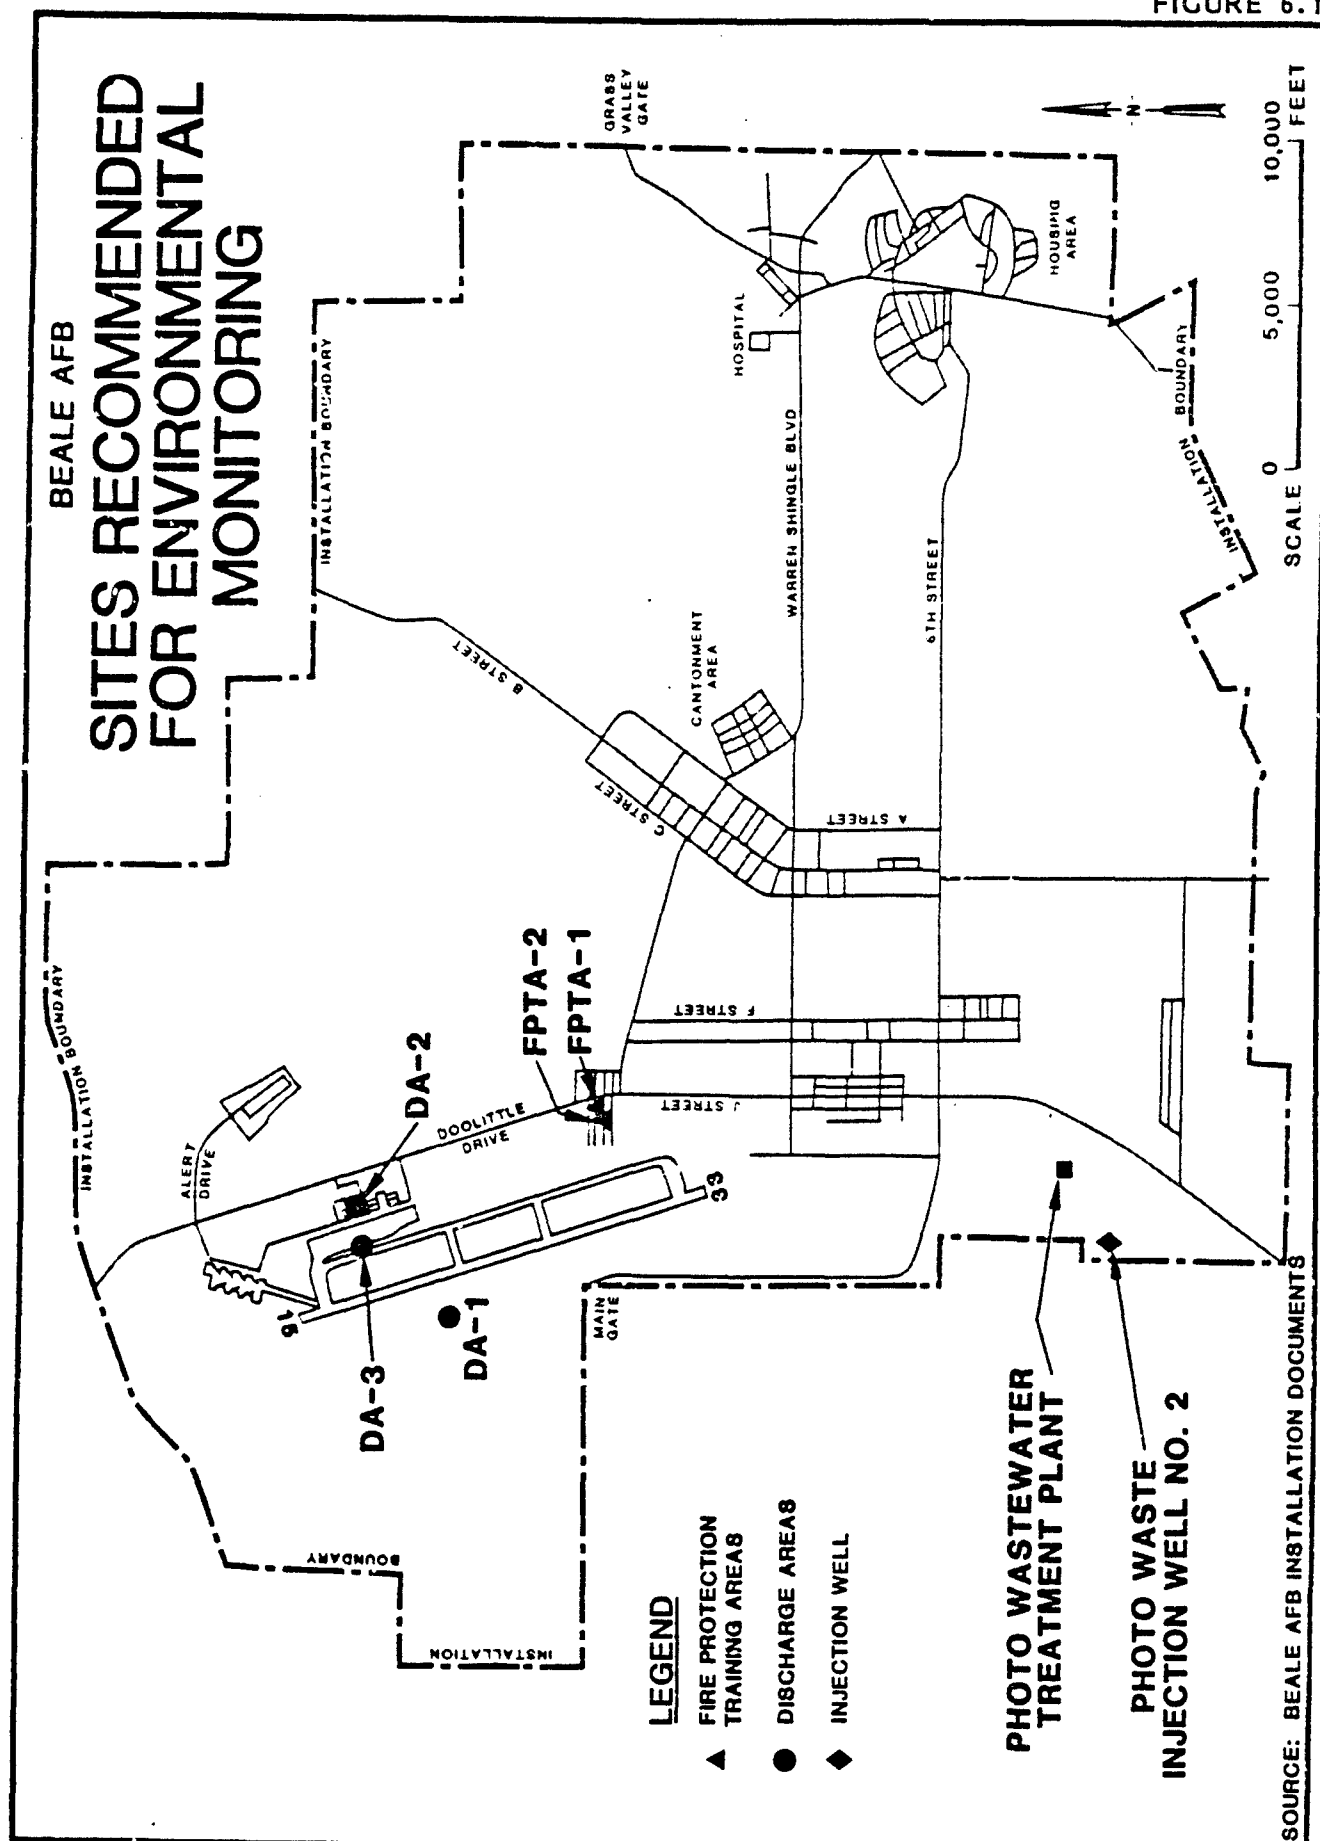 FIGURE 6.1
BEALE AFB
SITES RECOMMENDED
FOR ENVIRONMENTAL
MONITORING
INSTALLATION BOUNDARY
INSTALLATION BOUNDARY
GRASS
VALLEY
GATE
ALERT
DRIVE
DA-2
DA-3
DA-1
15
33
DOOLITTLE
DRIVE
FPTA-2
FPTA-1
B STREET
C STREET
CANTONMENT
AREA
HOSPITAL
WARREN SHINGLE BLVD
6TH STREET
A STREET
F STREET
J STREET
HOUSING
AREA
MAIN
GATE
BOUNDARY
INSTALLATION
INSTALLATION BOUNDARY
N
LEGEND
FIRE PROTECTION
TRAINING AREAS
DISCHARGE AREAS
INJECTION WELL
PHOTO WASTEWATER
TREATMENT PLANT
PHOTO WASTE
INJECTION WELL NO. 2
SCALE 0 5,000 10,000 FEET
SOURCE: BEALE AFB INSTALLATION DOCUMENTS